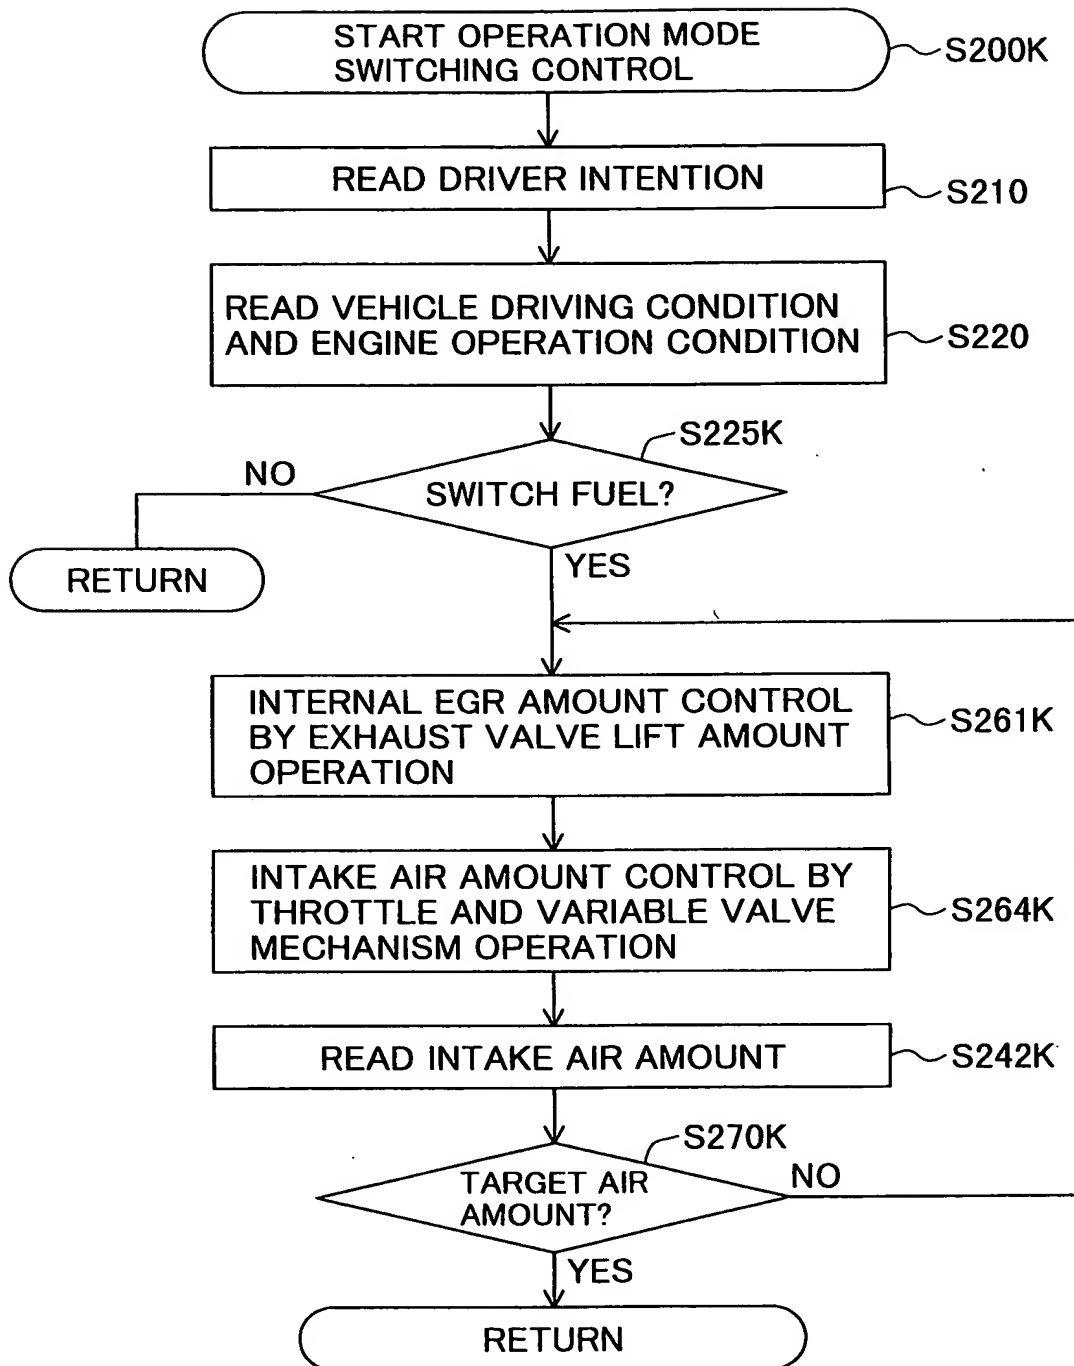 START OPERATION MODE
SWITCHING CONTROL
S200K
READ DRIVER INTENTION
S210
READ VEHICLE DRIVING CONDITION
AND ENGINE OPERATION CONDITION
S220
S225K
NO
SWITCH FUEL?
YES
RETURN
INTERNAL EGR AMOUNT CONTROL
BY EXHAUST VALVE LIFT AMOUNT
OPERATION
S261K
INTAKE AIR AMOUNT CONTROL BY
THROTTLE AND VARIABLE VALVE
MECHANISM OPERATION
S264K
READ INTAKE AIR AMOUNT
S242K
S270K
TARGET AIR
AMOUNT?
NO
YES
RETURN